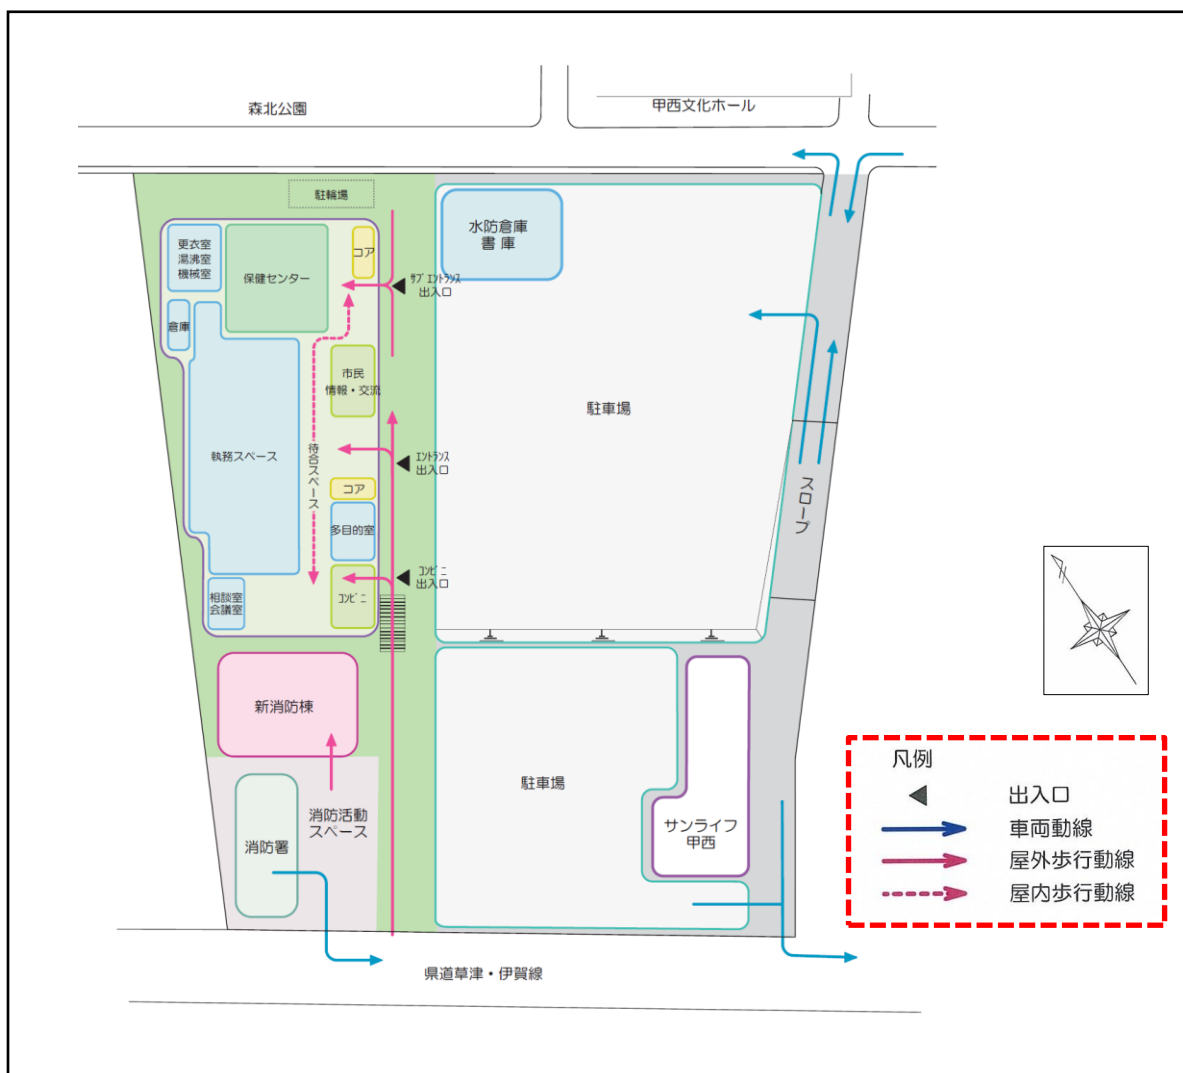 森北公園
甲西文化ホール
駐輪場
水防倉庫
書 庫
更衣室
湯沸室
機械室
保健センター
コア
ｻﾌﾞｴﾝﾄﾗﾝｽ
出入口
倉庫
市民
情報・交流
駐車場
執務スペース
待合スペース
ｴﾝﾄﾗﾝｽ
出入口
スロープ
コア
多目的室
ｺﾝﾋﾞﾆ
出入口
相談室
会議室
ｺﾝﾋﾞﾆ
新消防棟
駐車場
消防活動
スペース
サンライフ
甲西
消防署
県道草津・伊賀線
凡例
出入口
車両動線
屋外歩行動線
屋内歩行動線